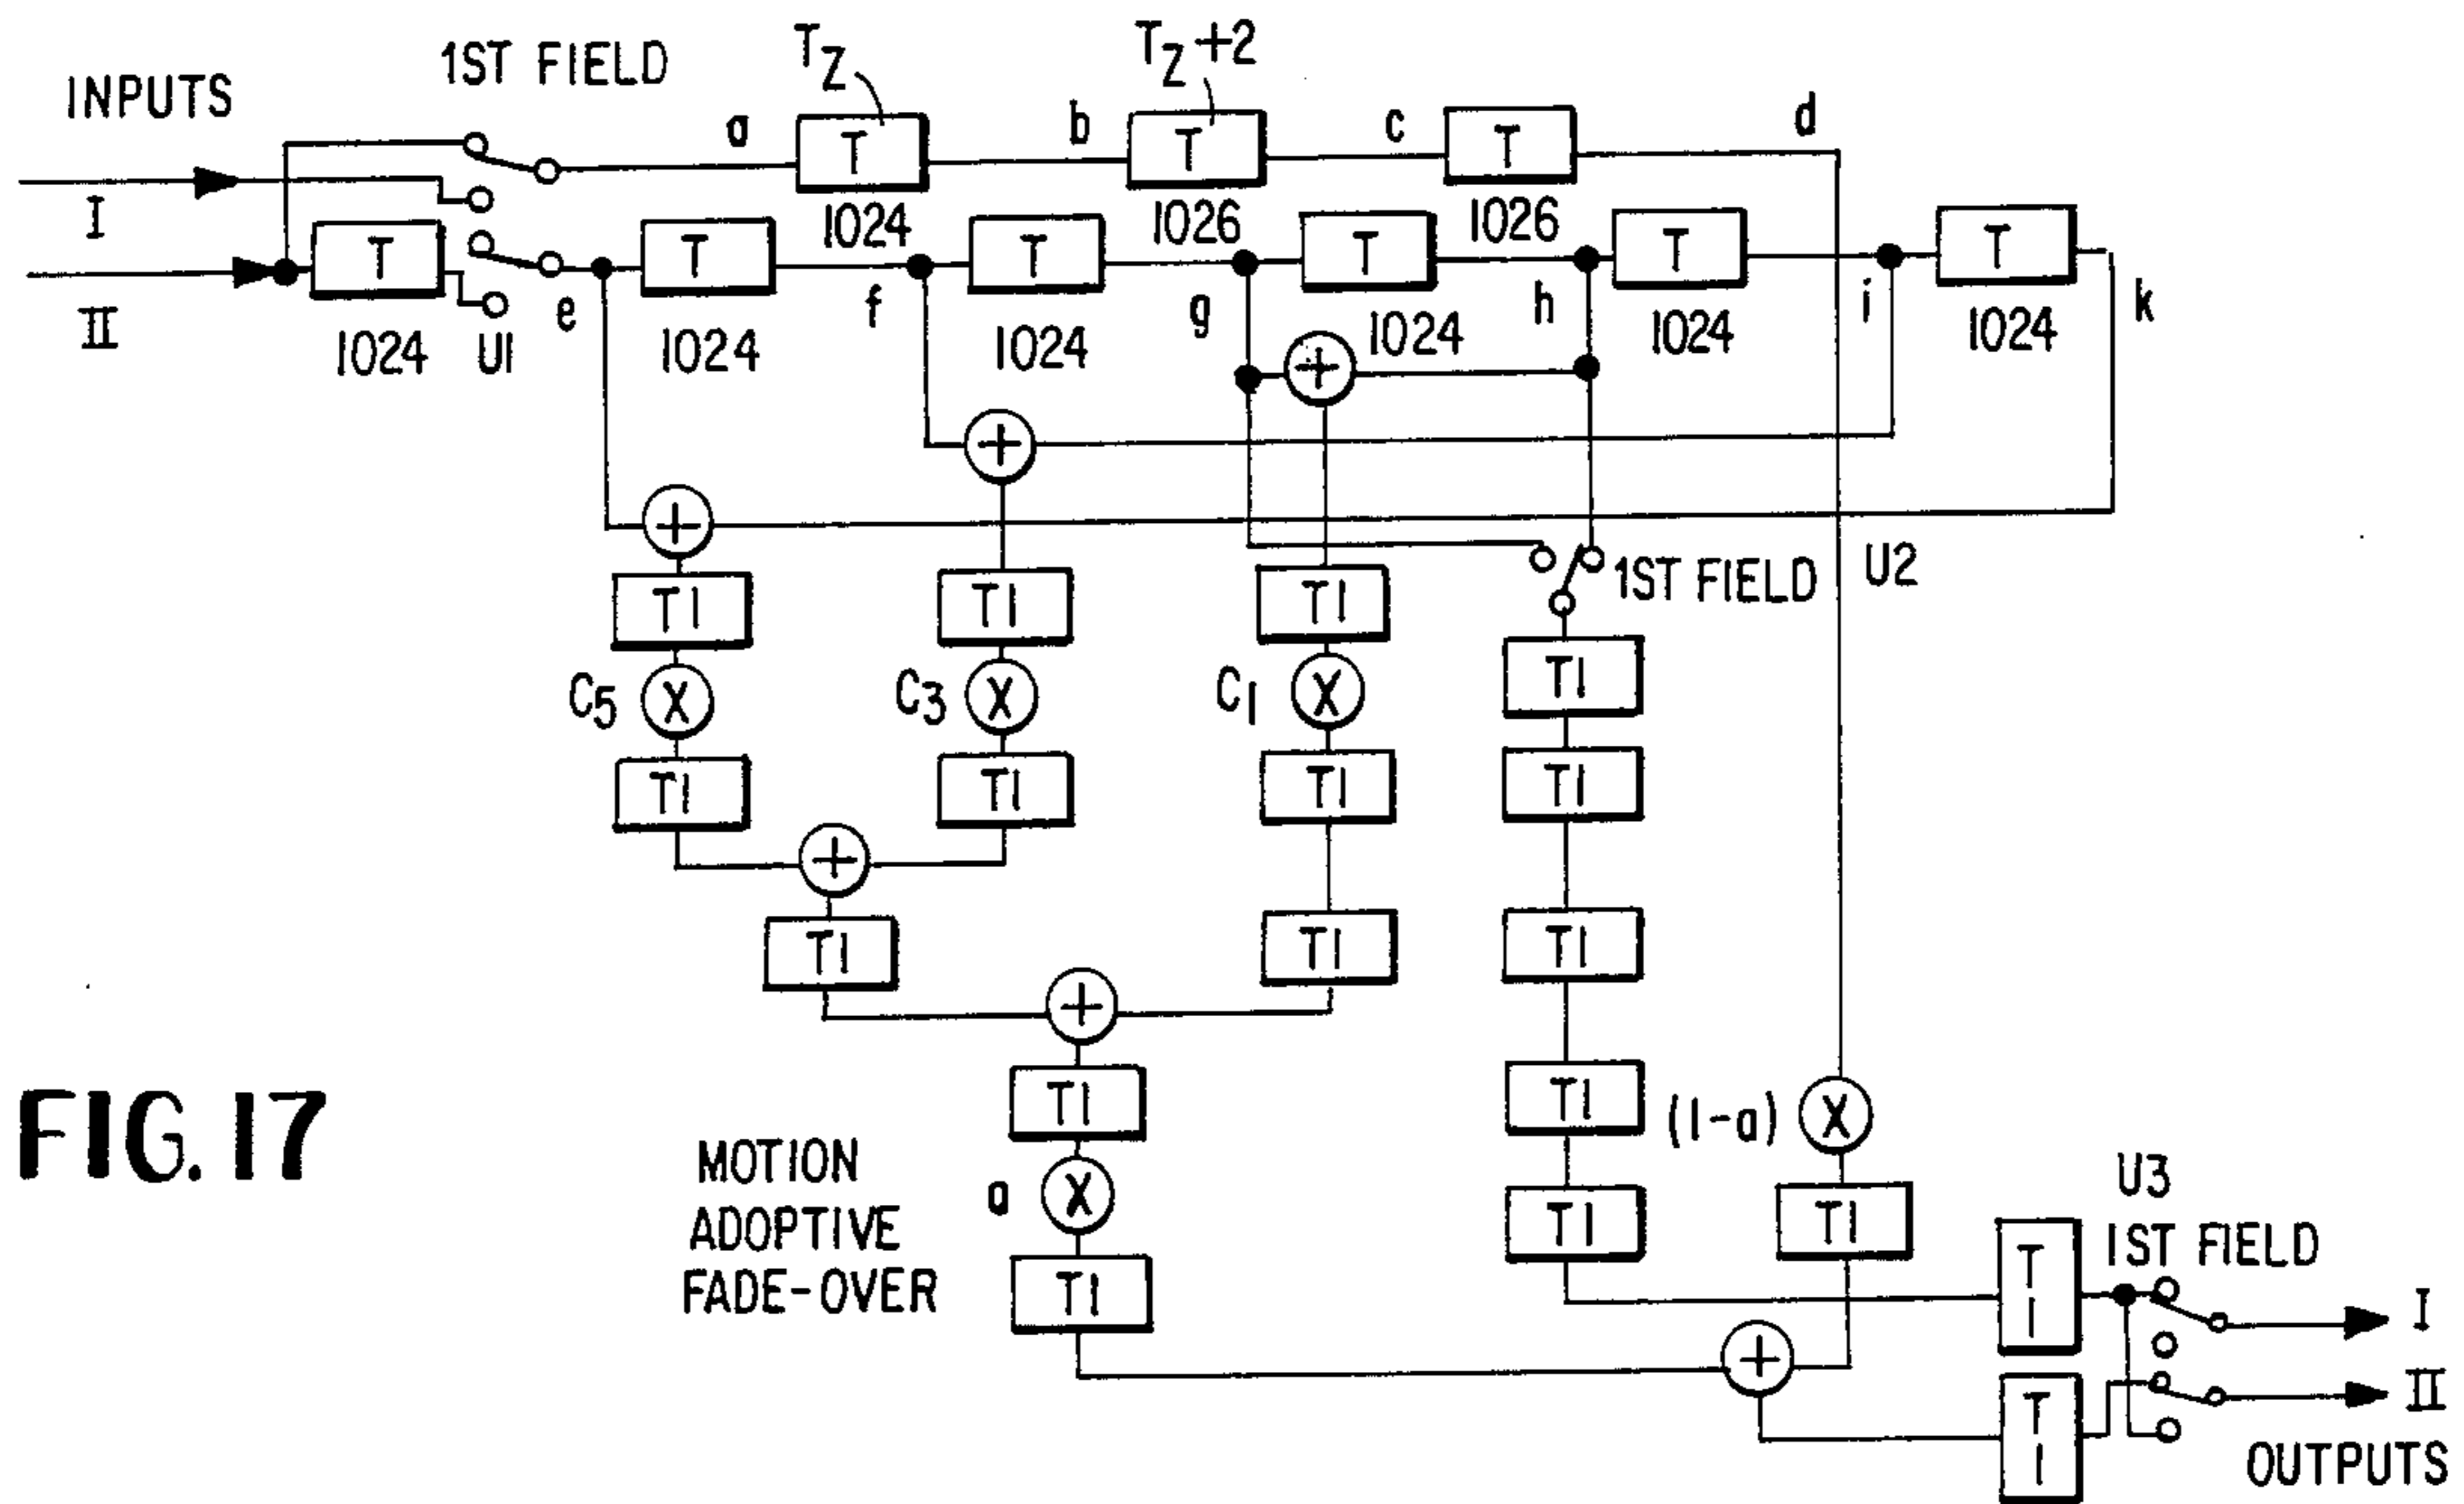 INPUTS
1ST FIELD
TZ
TZ+2
a
b
c
d
T
T
T
I
1024
1026
1026
T
T
T
T
T
T
II
1024
U1
e
1024
f
1024
g
1024
h
1024
i
1024
k
+
+
+
1ST FIELD
U2
T1
T1
T1
T1
C5
X
C3
X
C1
X
T1
T1
T1
T1
+
T1
T1
T1
+
T1
T1
(1-a)
X
FIG. 17
MOTION
ADOPTIVE
FADE-OVER
a
X
T1
T1
T1
U3
1ST FIELD
T1
I
+
T1
II
OUTPUTS